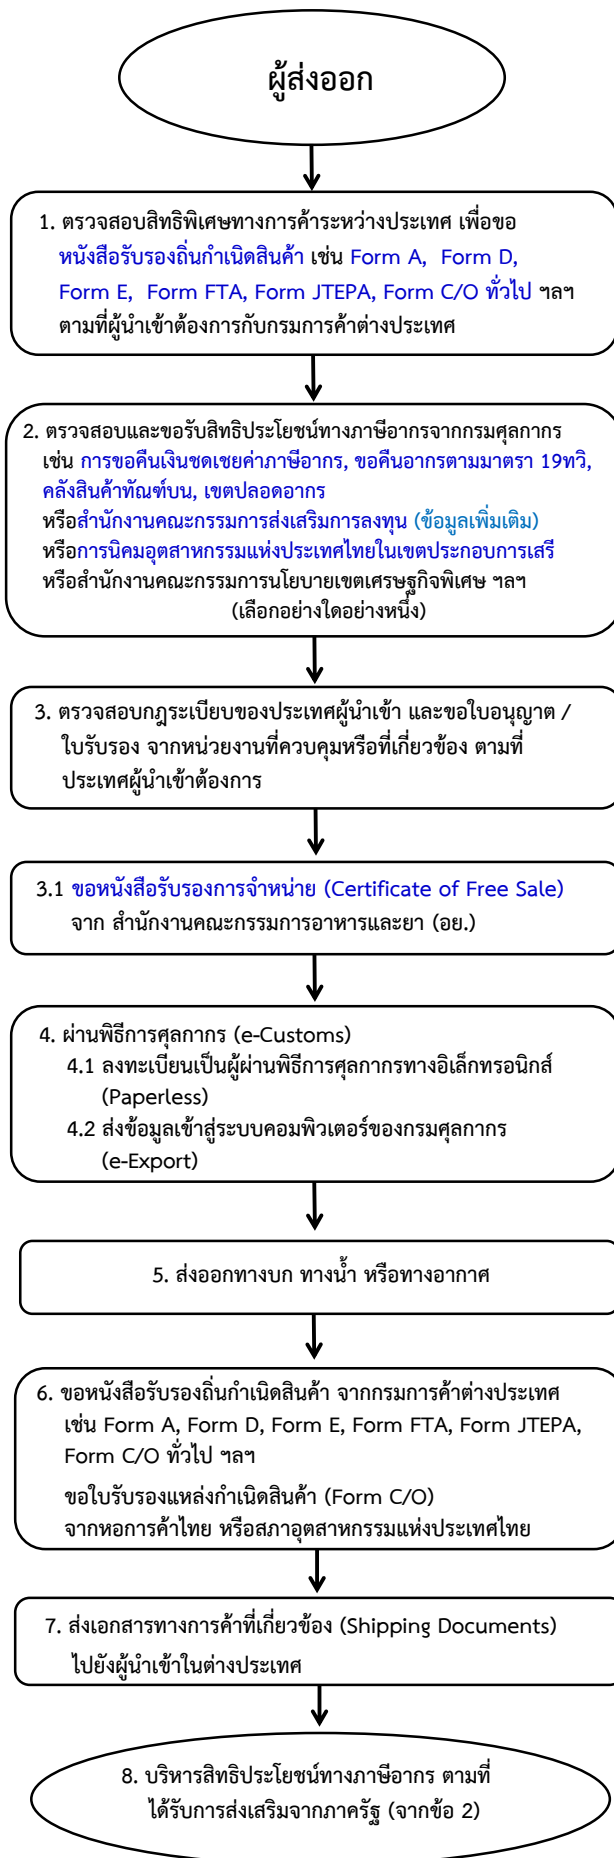 ผู้ส่งออก
1. ตรวจสอบสิทธิพิเศษทางการค้าระหว่างประเทศ เพื่อขอ
หนังสือรับรองถิ่นกำเนิดสินค้า เช่น Form A, Form D,
Form E, Form FTA, Form JTEPA, Form C/O ทั่วไป ฯลฯ
ตามที่ผู้นำเข้าต้องการกับกรมการค้าต่างประเทศ
2. ตรวจสอบและขอรับสิทธิประโยชน์ทางภาษีอากรจากกรมศุลกากร
เช่น การขอคืนเงินชดเชยค่าภาษีอากร, ขอคืนอากรตามมาตรา 19ทวิ,
คลังสินค้าทัณฑ์บน, เขตปลอดอากร
หรือสำนักงานคณะกรรมการส่งเสริมการลงทุน (ข้อมูลเพิ่มเติม)
หรือการนิคมอุตสาหกรรมแห่งประเทศไทยในเขตประกอบการเสรี
หรือสำนักงานคณะกรรมการนโยบายเขตเศรษฐกิจพิเศษ ฯลฯ
(เลือกอย่างใดอย่างหนึ่ง)
3. ตรวจสอบกฎระเบียบของประเทศผู้นำเข้า และขอใบอนุญาต /
ใบรับรอง จากหน่วยงานที่ควบคุมหรือที่เกี่ยวข้อง ตามที่
ประเทศผู้นำเข้าต้องการ
3.1 ขอหนังสือรับรองการจำหน่าย (Certificate of Free Sale)
จาก สำนักงานคณะกรรมการอาหารและยา (อย.)
4. ผ่านพิธีการศุลกากร (e-Customs)
4.1 ลงทะเบียนเป็นผู้ผ่านพิธีการศุลกากรทางอิเล็กทรอนิกส์
(Paperless)
4.2 ส่งข้อมูลเข้าสู่ระบบคอมพิวเตอร์ของกรมศุลกากร
(e-Export)
5. ส่งออกทางบก ทางน้ำ หรือทางอากาศ
6. ขอหนังสือรับรองถิ่นกำเนิดสินค้า จากกรมการค้าต่างประเทศ
เช่น Form A, Form D, Form E, Form FTA, Form JTEPA,
Form C/O ทั่วไป ฯลฯ
ขอใบรับรองแหล่งกำเนิดสินค้า (Form C/O)
จากหอการค้าไทย หรือสภาอุตสาหกรรมแห่งประเทศไทย
7. ส่งเอกสารทางการค้าที่เกี่ยวข้อง (Shipping Documents)
ไปยังผู้นำเข้าในต่างประเทศ
8. บริหารสิทธิประโยชน์ทางภาษีอากร ตามที่
ได้รับการส่งเสริมจากภาครัฐ (จากข้อ 2)